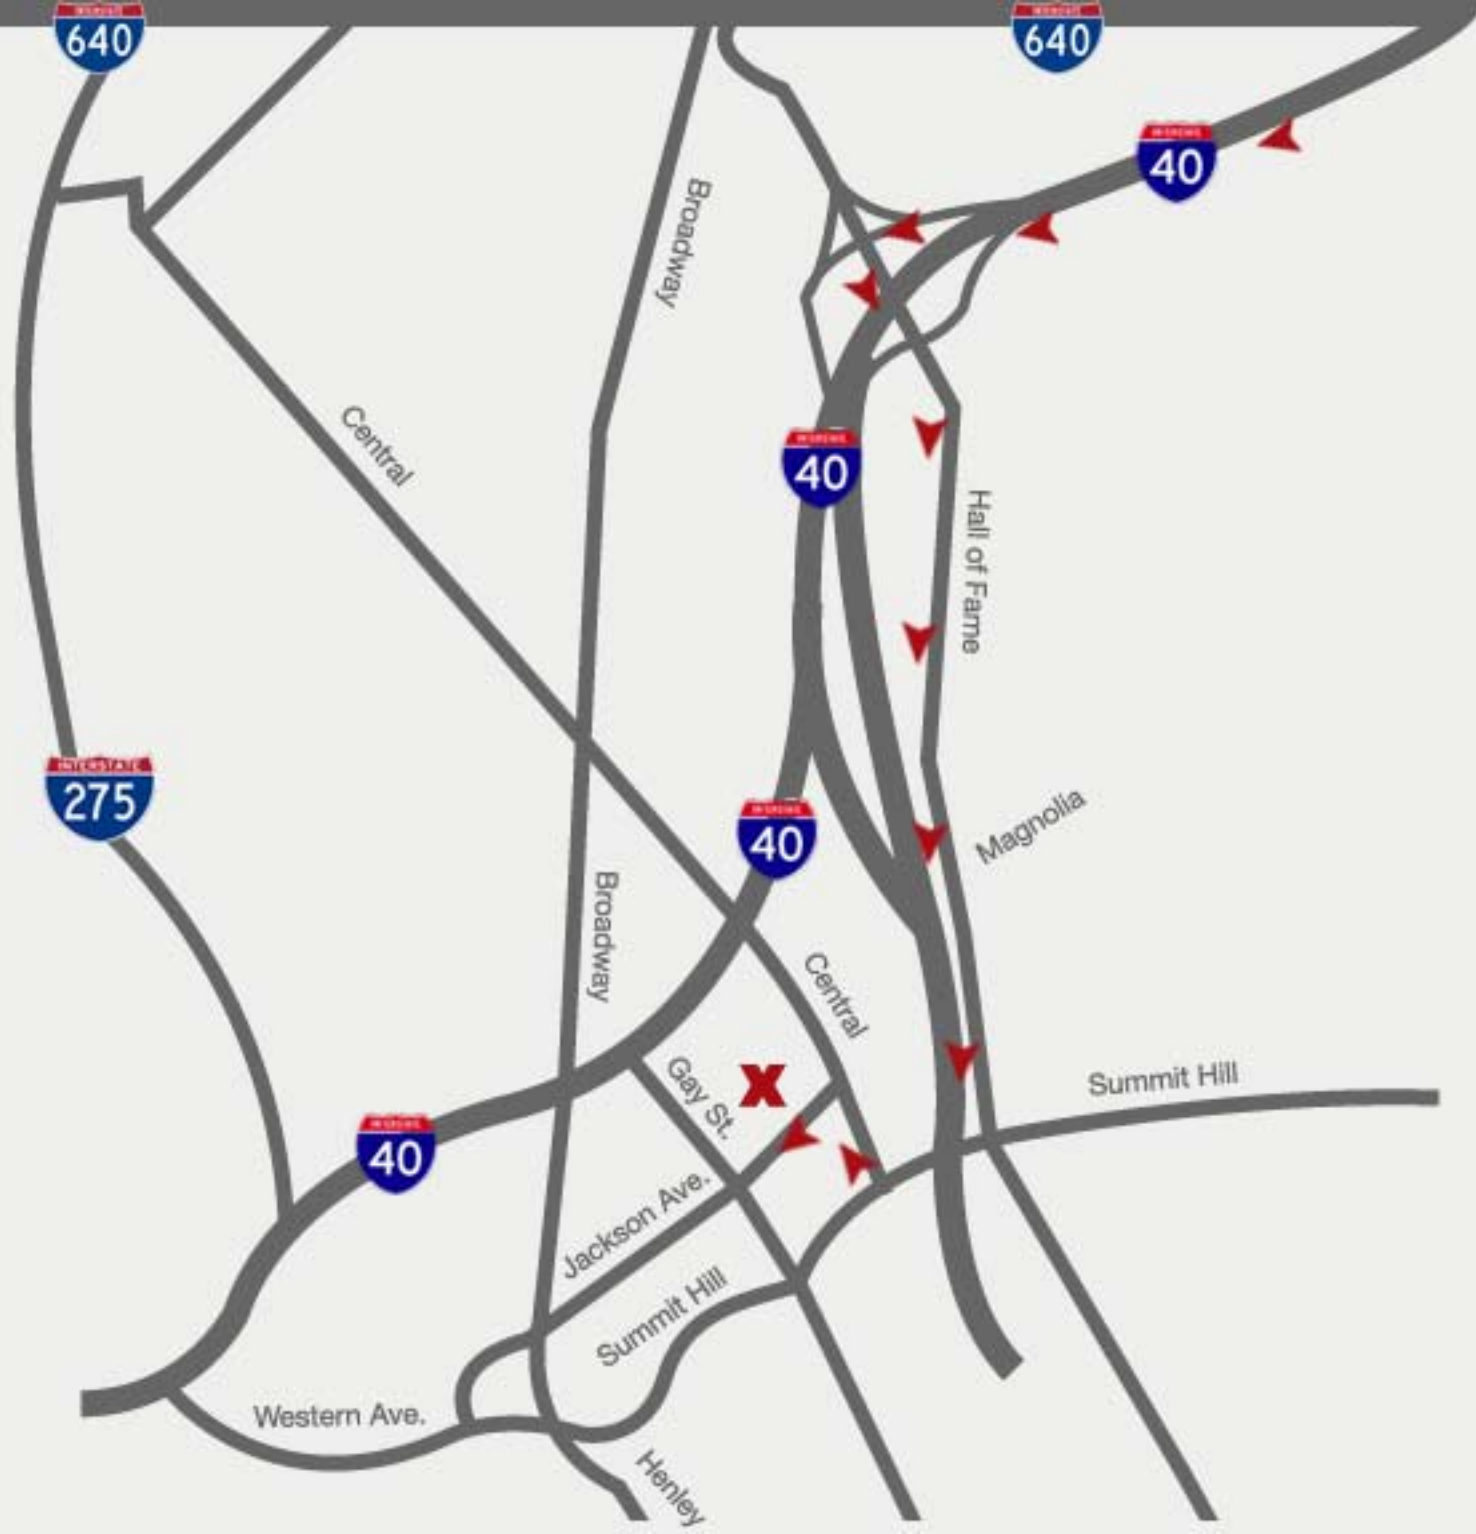 640
640
40
Broadway
Central
40
Hall of Fame
INTERSTATE
275
40
Magnolia
Broadway
Central
Gay St.
X
Summit Hill
40
Jackson Ave.
Summit Hill
Western Ave.
Henley